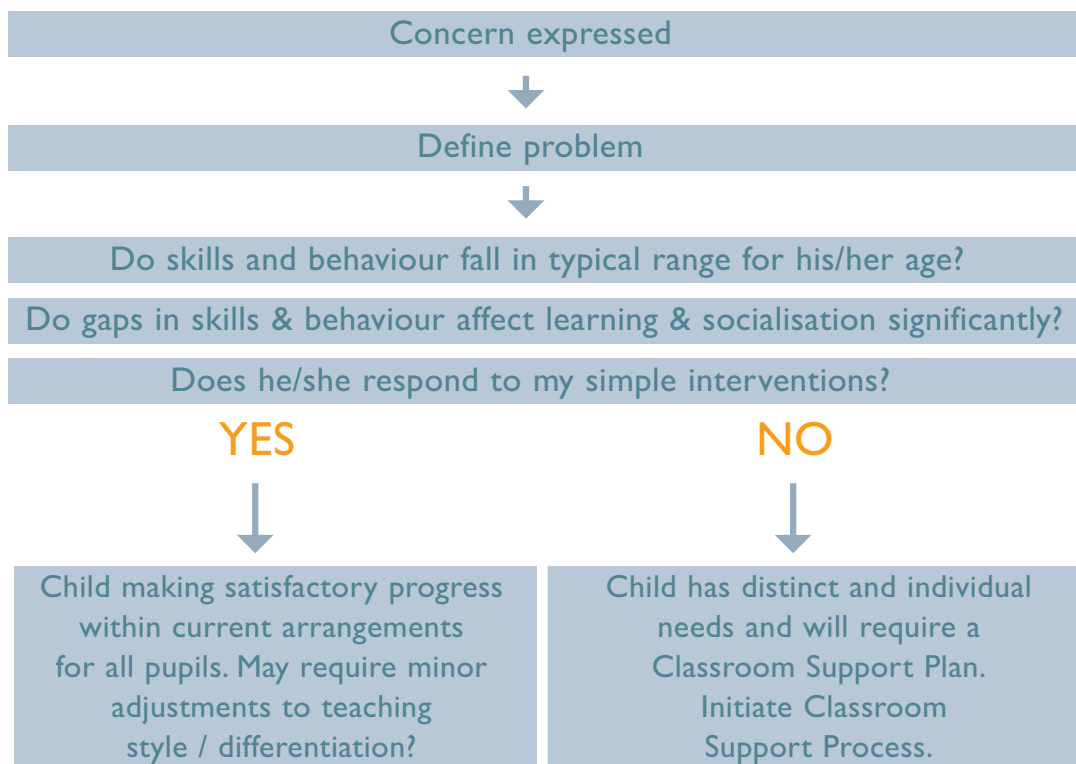 Concern expressed
Define problem
Do skills and behaviour fall in typical range for his/her age?
Do gaps in skills & behaviour affect learning & socialisation significantly?
Does he/she respond to my simple interventions?
YES
NO
Child making satisfactory progress
within current arrangements
for all pupils. May require minor
adjustments to teaching
style / differentiation?
Child has distinct and individual
needs and will require a
Classroom Support Plan.
Initiate Classroom
Support Process.